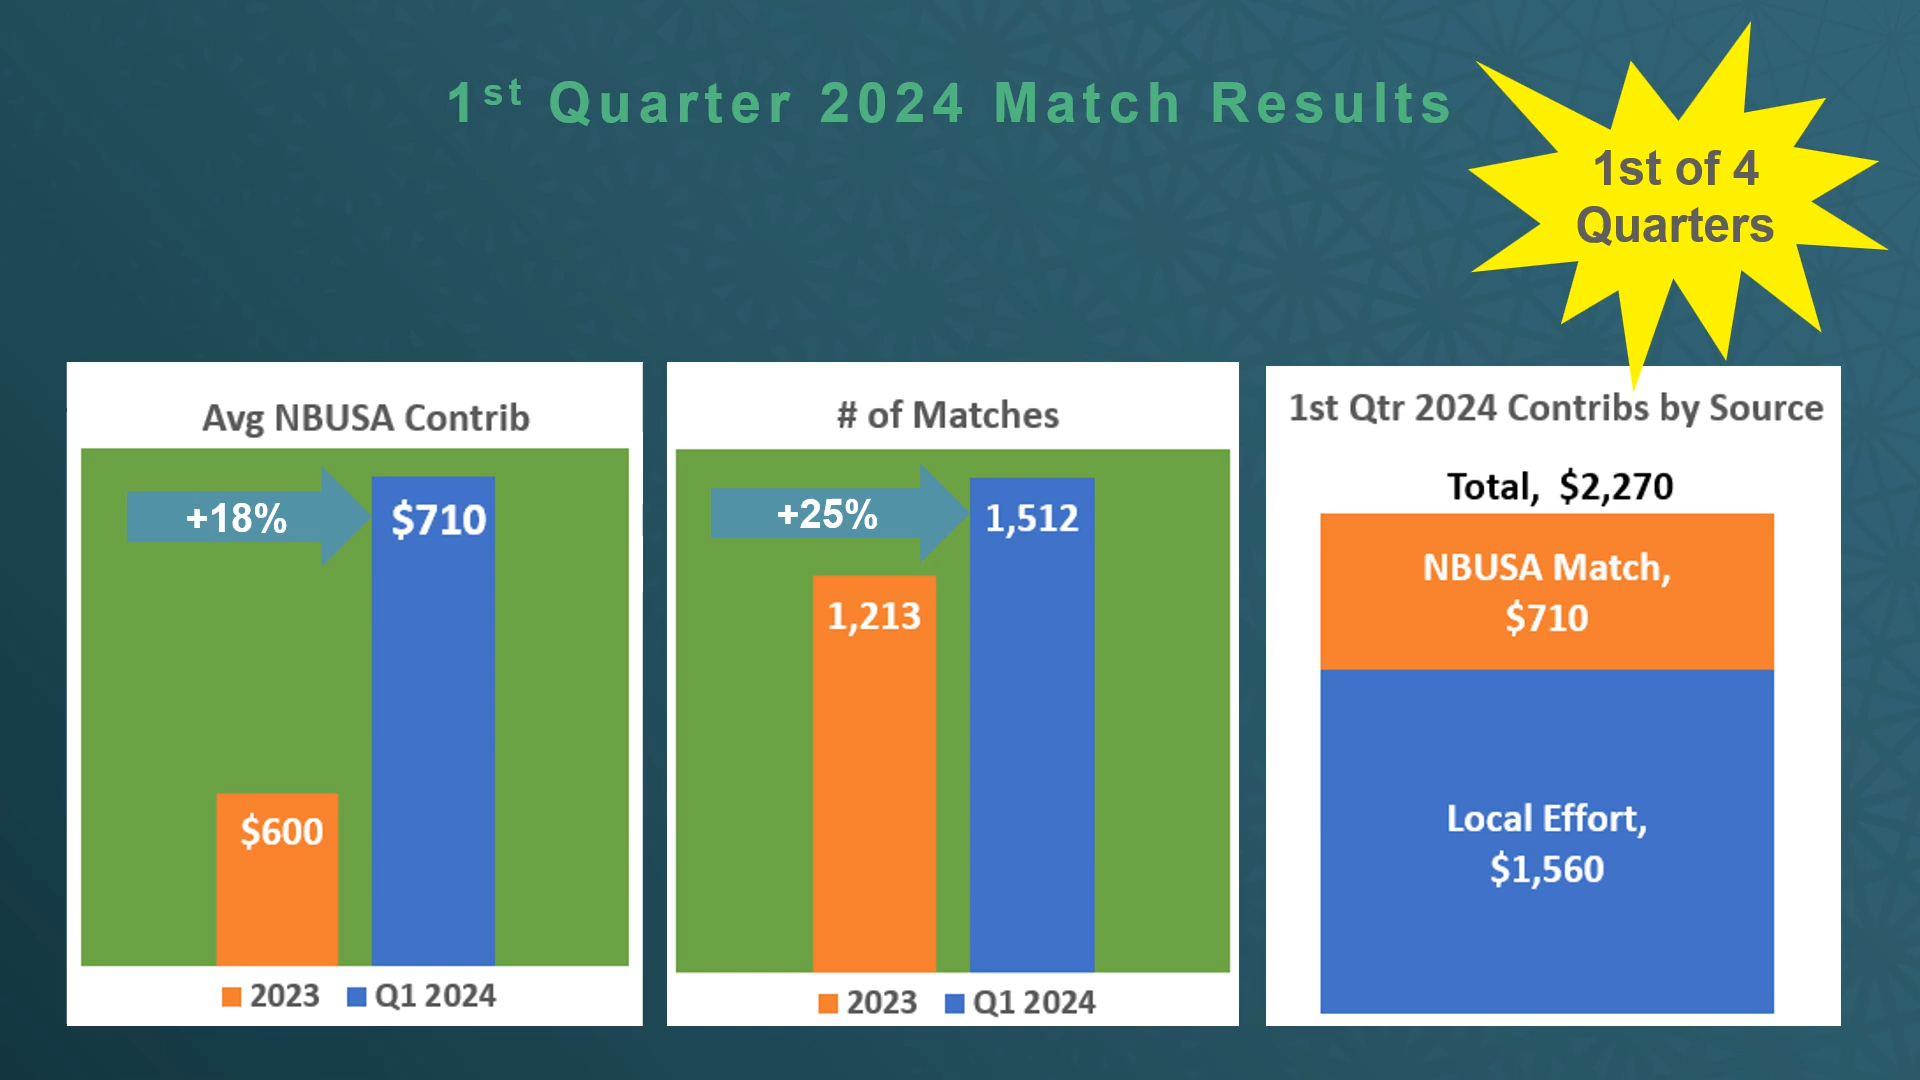 1st Quarter 2024 Match Results
1st of 4
Quarters
Avg NBUSA Contrib
+18%
$710
$600
2023 Q1 2024
# of Matches
+25%
1,512
1,213
2023 Q1 2024
1st Qtr 2024 Contribs by Source
Total, $2,270
NBUSA Match,
$710
Local Effort,
$1,560